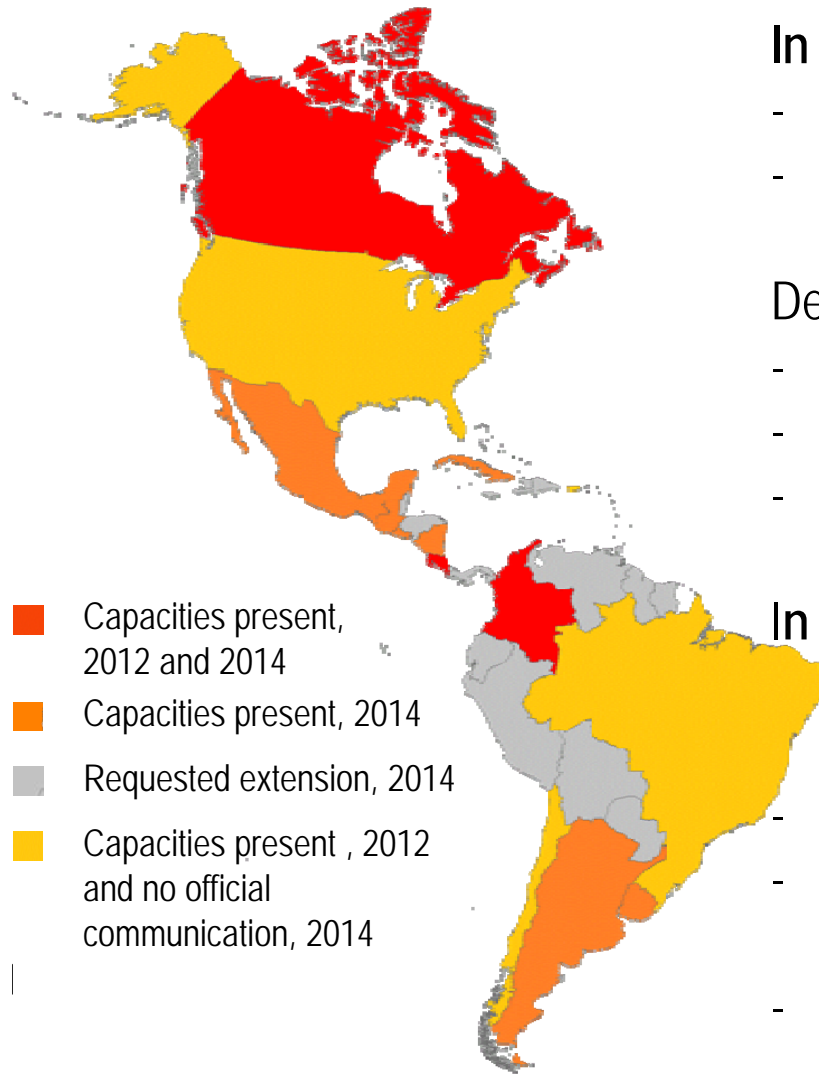 In
-
-
De
-
-
-
In
-
-
-
Capacities present,
2012 and 2014
Capacities present, 2014
Requested extension, 2014
Capacities present , 2012
and no official
communication, 2014